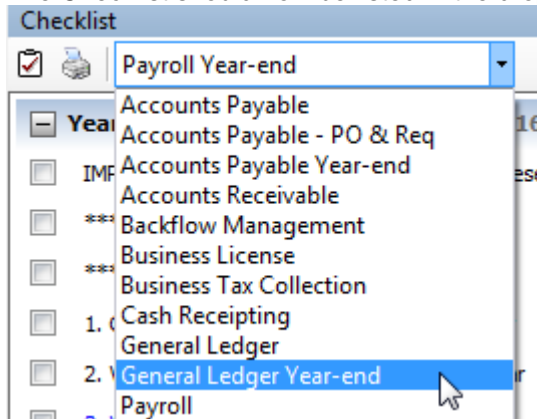 Checklist
Payroll Year-end
Accounts Payable
Accounts Payable - PO & Req
Accounts Payable Year-end
Accounts Receivable
Backflow Management
Business License
Business Tax Collection
Cash Receipting
General Ledger
General Ledger Year-end
Payroll
1.
2.